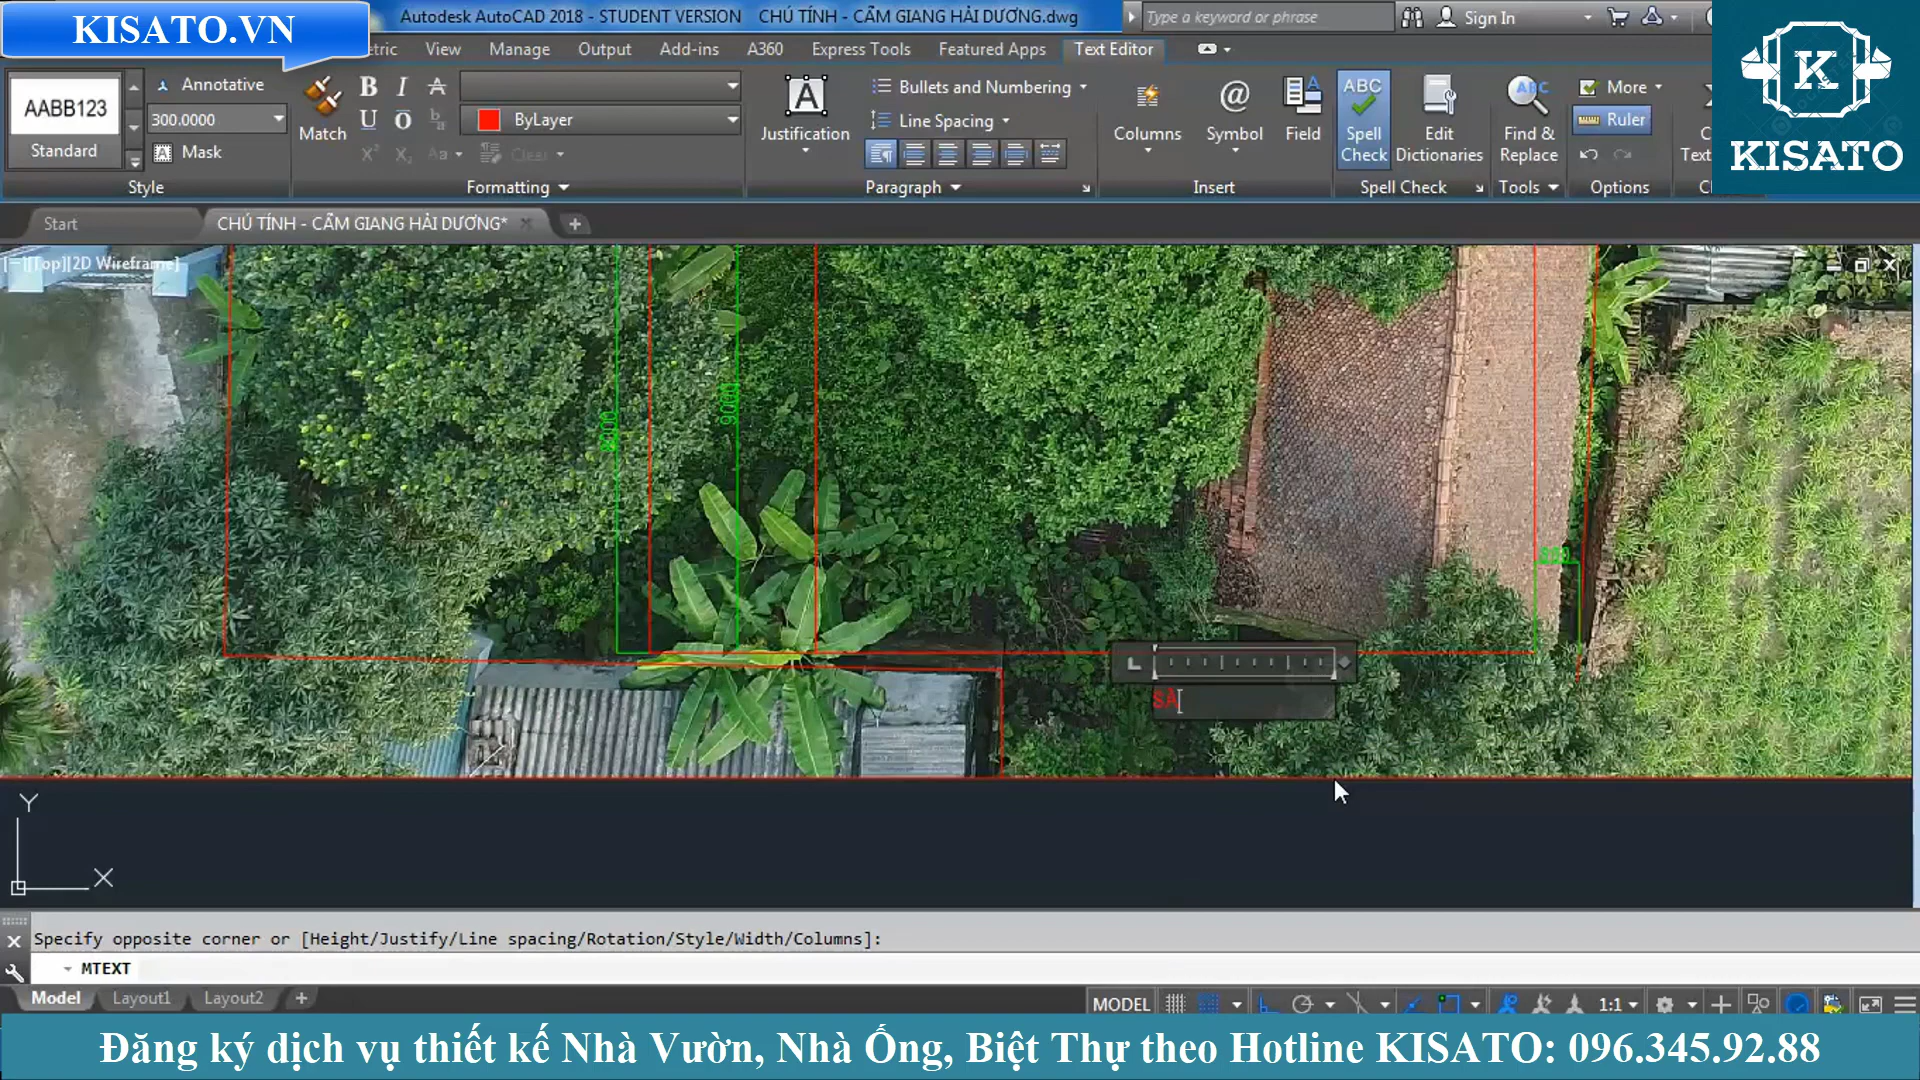 KISATO.VN
Autodesk AutoCAD 2018 - STUDENT VERSION CHÚ TÍNH - CẨM GIANG HẢI DƯƠNG.dwg
Type a keyword or phrase
Sign In
View Manage Output Add-ins A360 Express Tools Featured Apps Text Editor
K
KISATO
AABB123
Standard
Annotative
300.0000
Mask
Style
Match
B I A
U O
ByLayer
Clear
Formatting
Justification
Bullets and Numbering
Line Spacing
Paragraph
Columns
Symbol
Field
Insert
ABC
Spell
Check
Edit
Dictionaries
Spell Check
ABC
Find &
Replace
Tools
More
Ruler
Options
Start
CHÚ TÍNH - CẨM GIANG HẢI DƯƠNG*
[−][Top][2D Wireframe]
9000
SÀ
Y
X
Specify opposite corner or [Height/Justify/Line spacing/Rotation/Style/Width/Columns]:
MTEXT
Model Layout1 Layout2
MODEL
1:1
Đăng ký dịch vụ thiết kế Nhà Vườn, Nhà Ống, Biệt Thự theo Hotline KISATO: 096.345.92.88